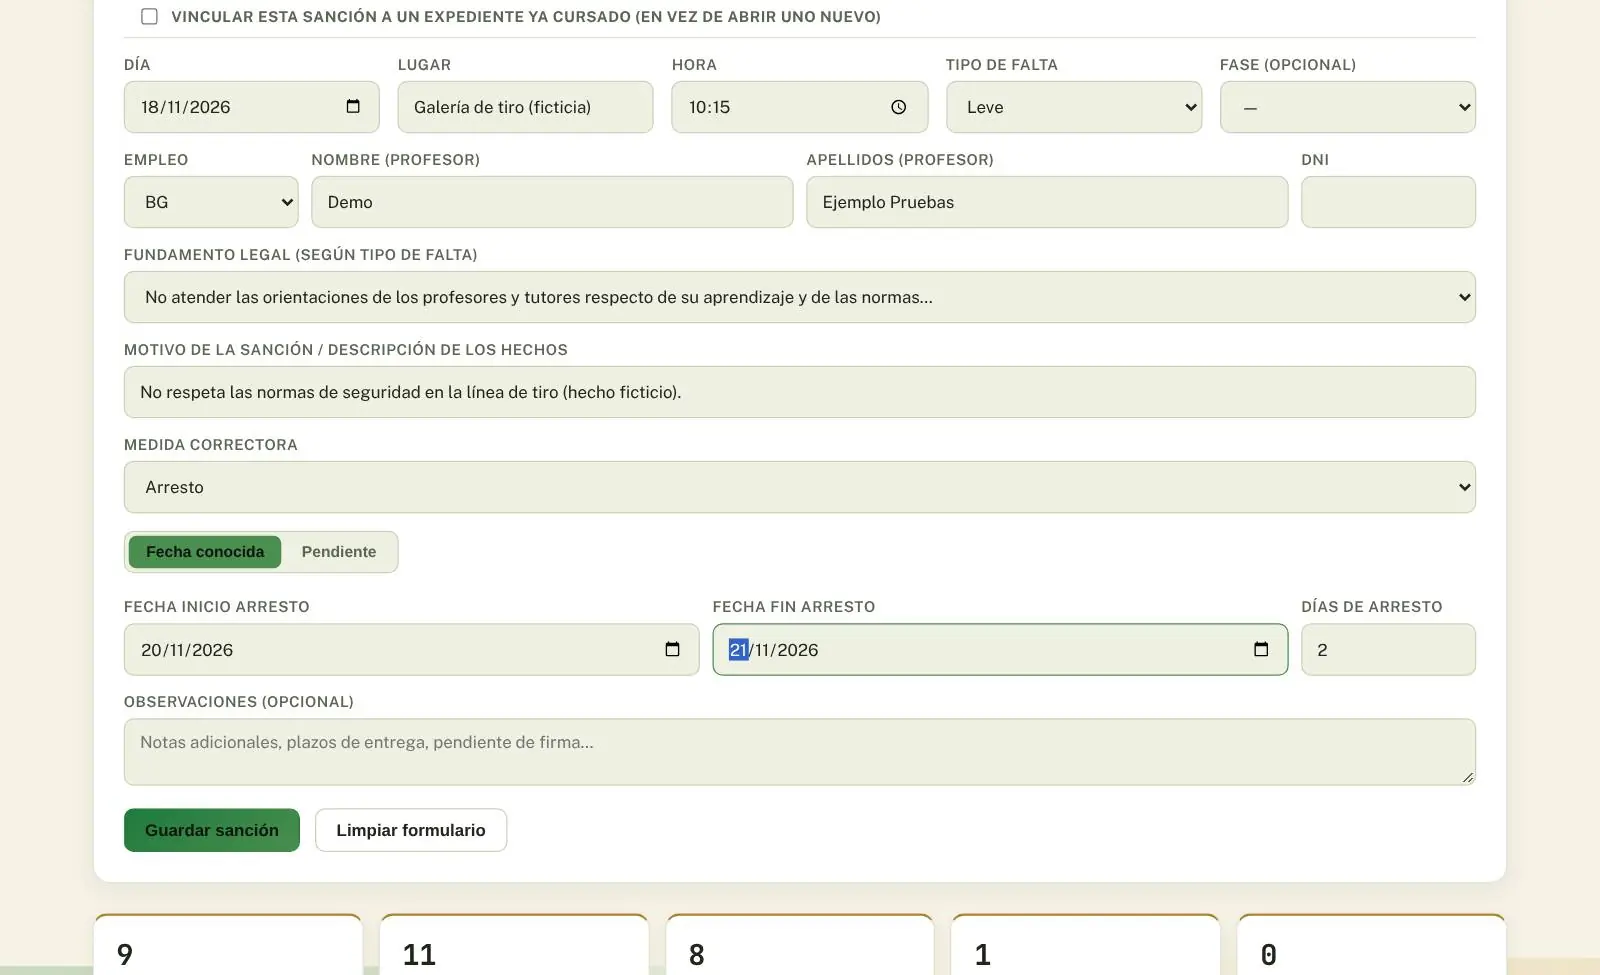 VINCULAR ESTA SANCIÓN A UN EXPEDIENTE YA CURSADO (EN VEZ DE ABRIR UNO NUEVO)
DÍA LUGAR HORA TIPO DE FALTA FASE (OPCIONAL)
18/11/2026 Galería de tiro (ficticia) 10:15 Leve —
EMPLEO NOMBRE (PROFESOR) APELLIDOS (PROFESOR) DNI
BG Demo Ejemplo Pruebas
FUNDAMENTO LEGAL (SEGÚN TIPO DE FALTA)
No atender las orientaciones de los profesores y tutores respecto de su aprendizaje y de las normas...
MOTIVO DE LA SANCIÓN / DESCRIPCIÓN DE LOS HECHOS
No respeta las normas de seguridad en la línea de tiro (hecho ficticio).
MEDIDA CORRECTORA
Arresto
Fecha conocida Pendiente
FECHA INICIO ARRESTO FECHA FIN ARRESTO DÍAS DE ARRESTO
20/11/2026 21/11/2026 2
OBSERVACIONES (OPCIONAL)
Notas adicionales, plazos de entrega, pendiente de firma...
Guardar sanción Limpiar formulario
9 11 8 1 0